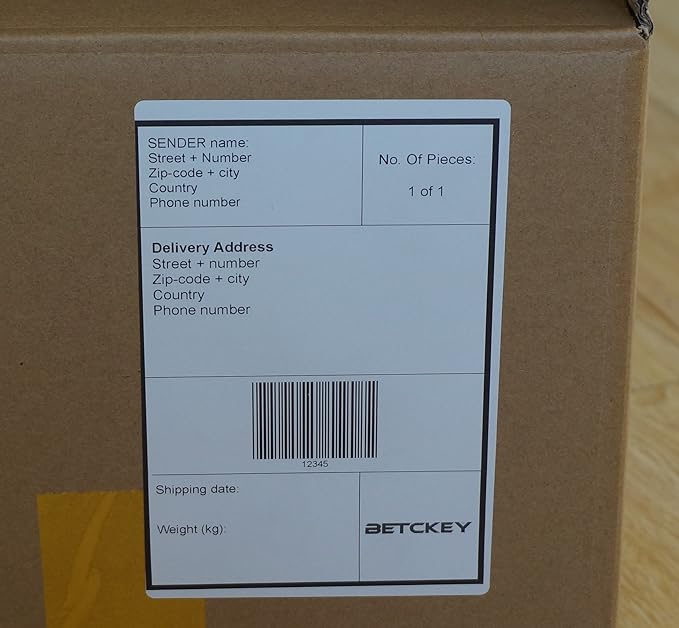 SENDER name:
Street + Number
Zip-code + city
Country
Phone number
No. Of Pieces:
1 of 1
Delivery Address
Street + number
Zip-code + city
Country
Phone number
12345
Shipping date:
Weight (kg):
BETCKEY